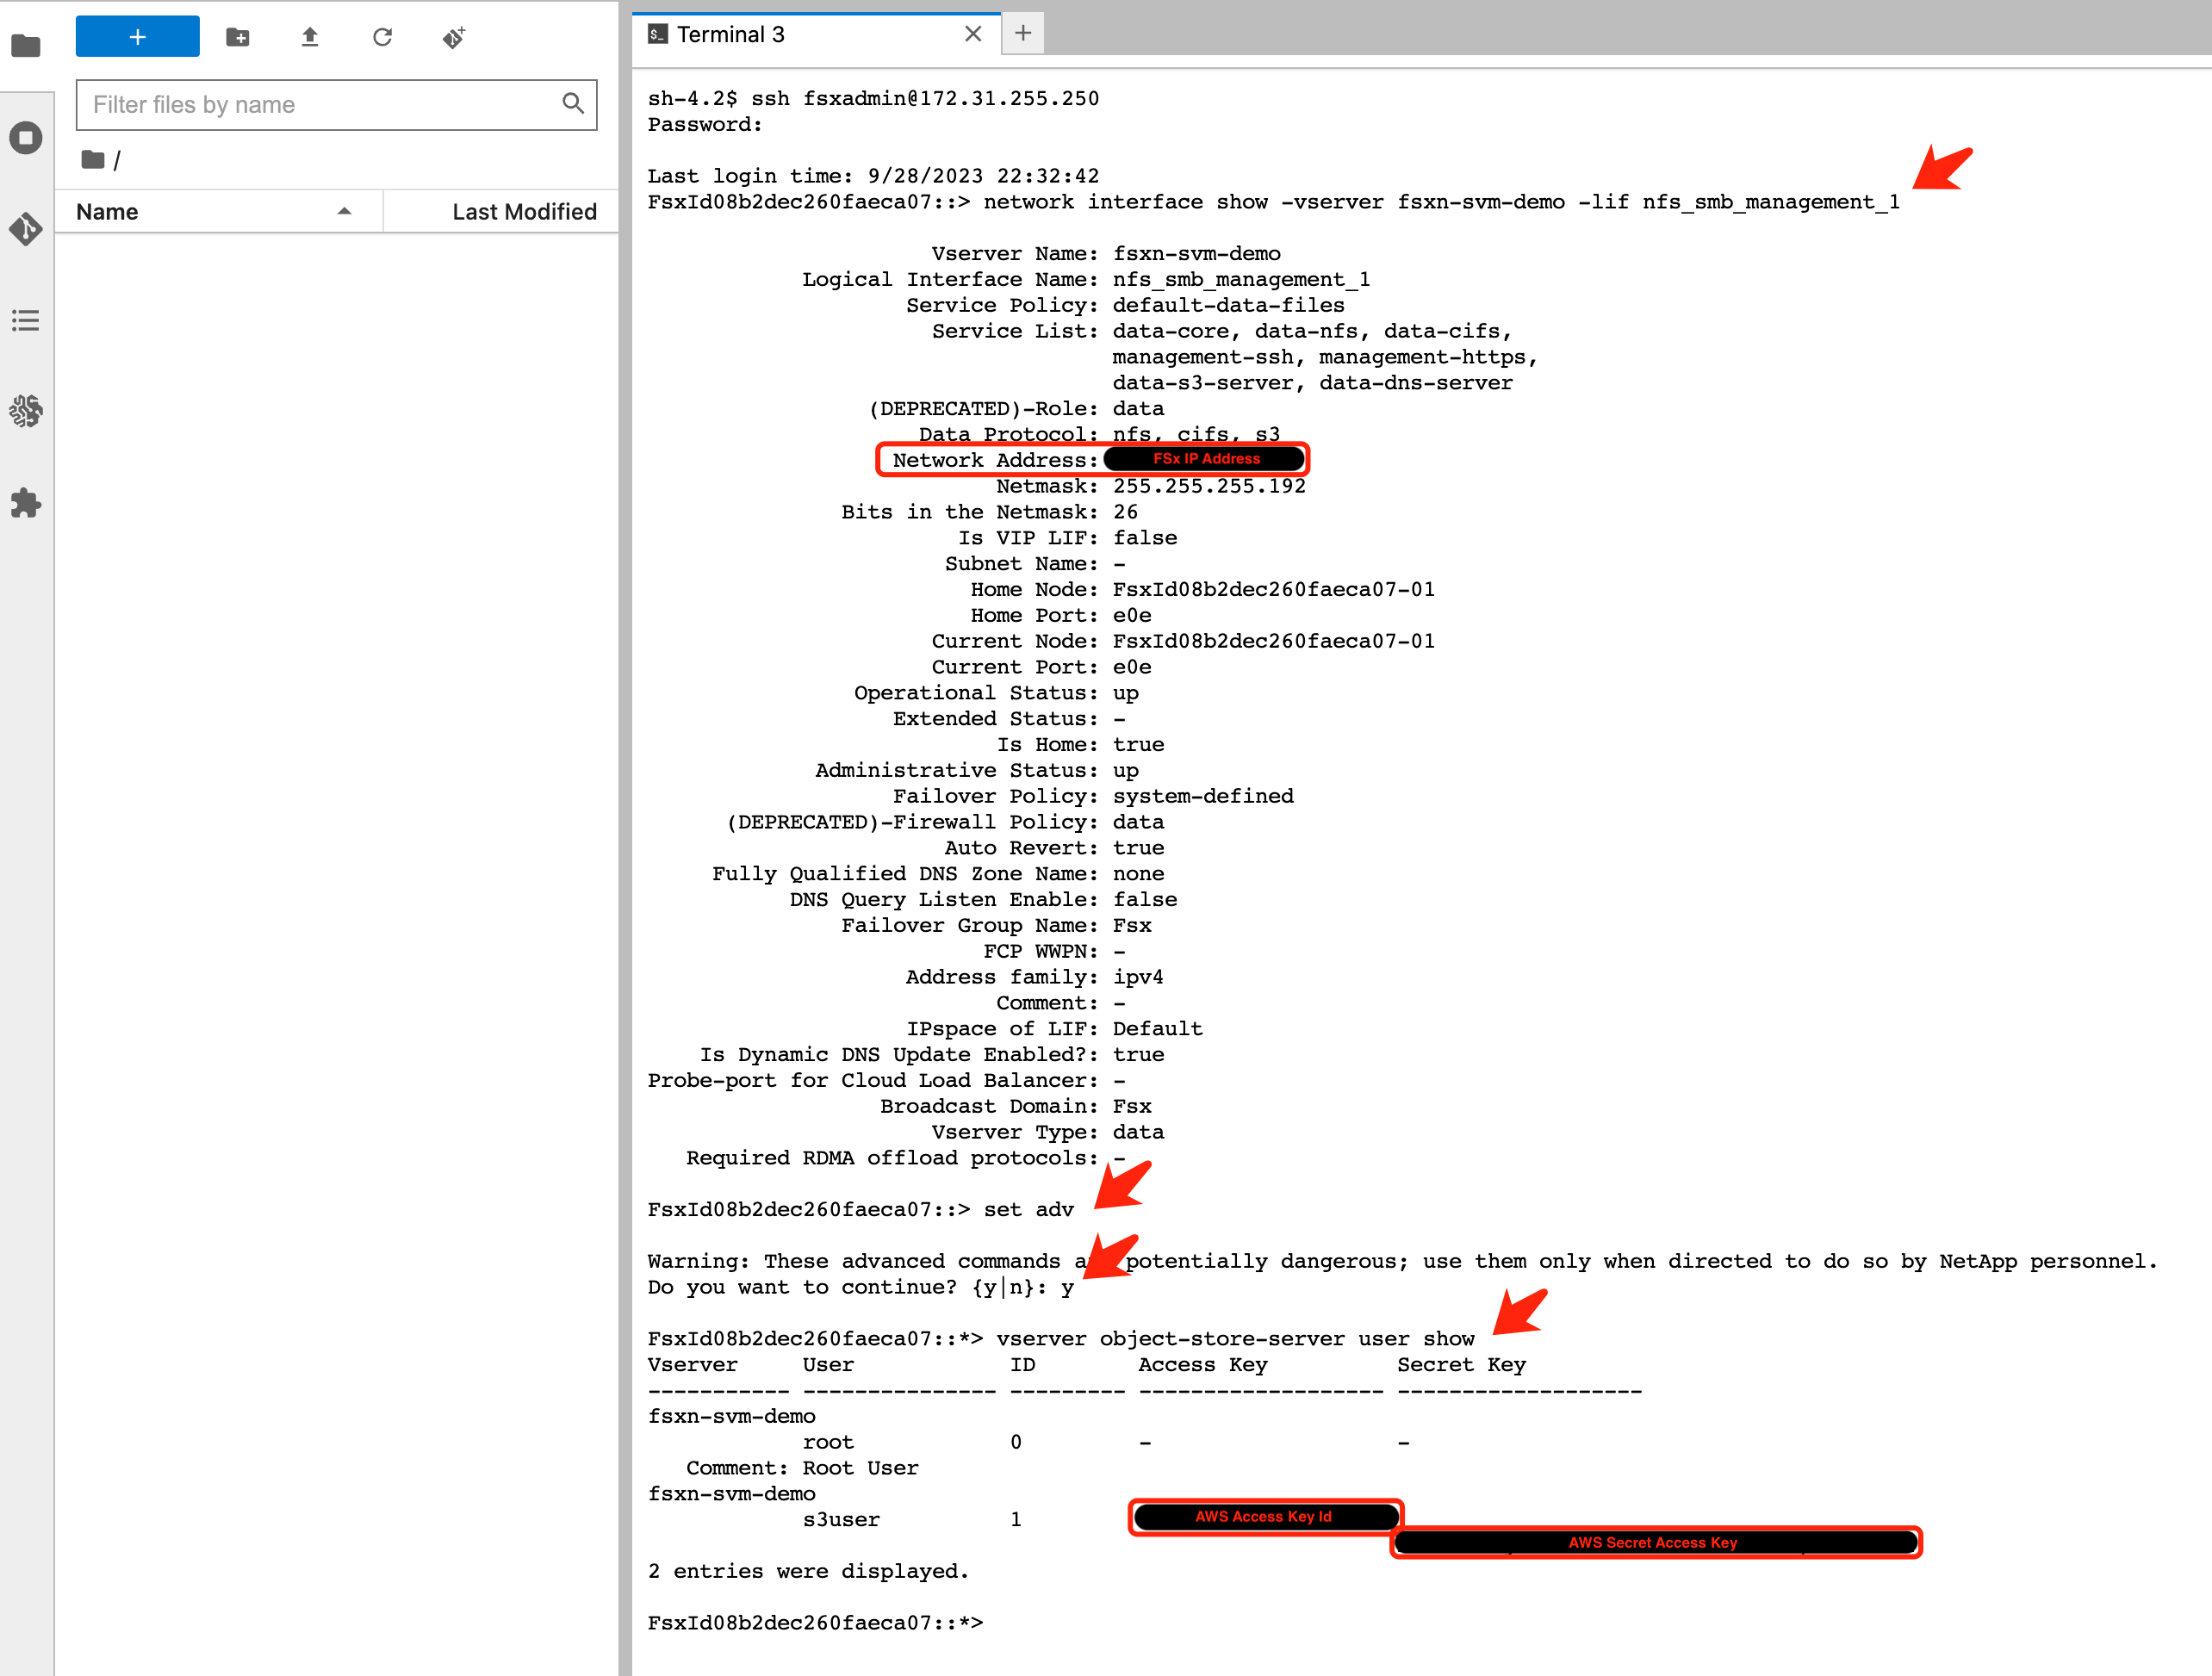 Filter files by name
/
Name Last Modified
Terminal 3
sh-4.2$ ssh fsxadmin@172.31.255.250
Password:
Last login time: 9/28/2023 22:32:42
FsxId08b2dec260faeca07::> network interface show -vserver fsxn-svm-demo -lif nfs_smb_management_1
Vserver Name: fsxn-svm-demo
Logical Interface Name: nfs_smb_management_1
Service Policy: default-data-files
Service List: data-core, data-nfs, data-cifs,
management-ssh, management-https,
data-s3-server, data-dns-server
(DEPRECATED)-Role: data
Data Protocol: nfs, cifs, s3
Network Address: FSx IP Address
Netmask: 255.255.255.192
Bits in the Netmask: 26
Is VIP LIF: false
Subnet Name: -
Home Node: FsxId08b2dec260faeca07-01
Home Port: e0e
Current Node: FsxId08b2dec260faeca07-01
Current Port: e0e
Operational Status: up
Extended Status: -
Is Home: true
Administrative Status: up
Failover Policy: system-defined
(DEPRECATED)-Firewall Policy: data
Auto Revert: true
Fully Qualified DNS Zone Name: none
DNS Query Listen Enable: false
Failover Group Name: Fsx
FCP WWPN: -
Address family: ipv4
Comment: -
IPspace of LIF: Default
Is Dynamic DNS Update Enabled?: true
Probe-port for Cloud Load Balancer: -
Broadcast Domain: Fsx
Vserver Type: data
Required RDMA offload protocols: -
FsxId08b2dec260faeca07::> set adv
Warning: These advanced commands potentially dangerous; use them only when directed to do so by NetApp personnel.
Do you want to continue? {y|n}: y
FsxId08b2dec260faeca07::*> vserver object-store-server user show
Vserver User ID Access Key Secret Key
----------- --------------- --------- ------------------- -------------------
fsxn-svm-demo
root 0 - -
Comment: Root User
fsxn-svm-demo
s3user 1 AWS Access Key Id
AWS Secret Access Key
2 entries were displayed.
FsxId08b2dec260faeca07::*>